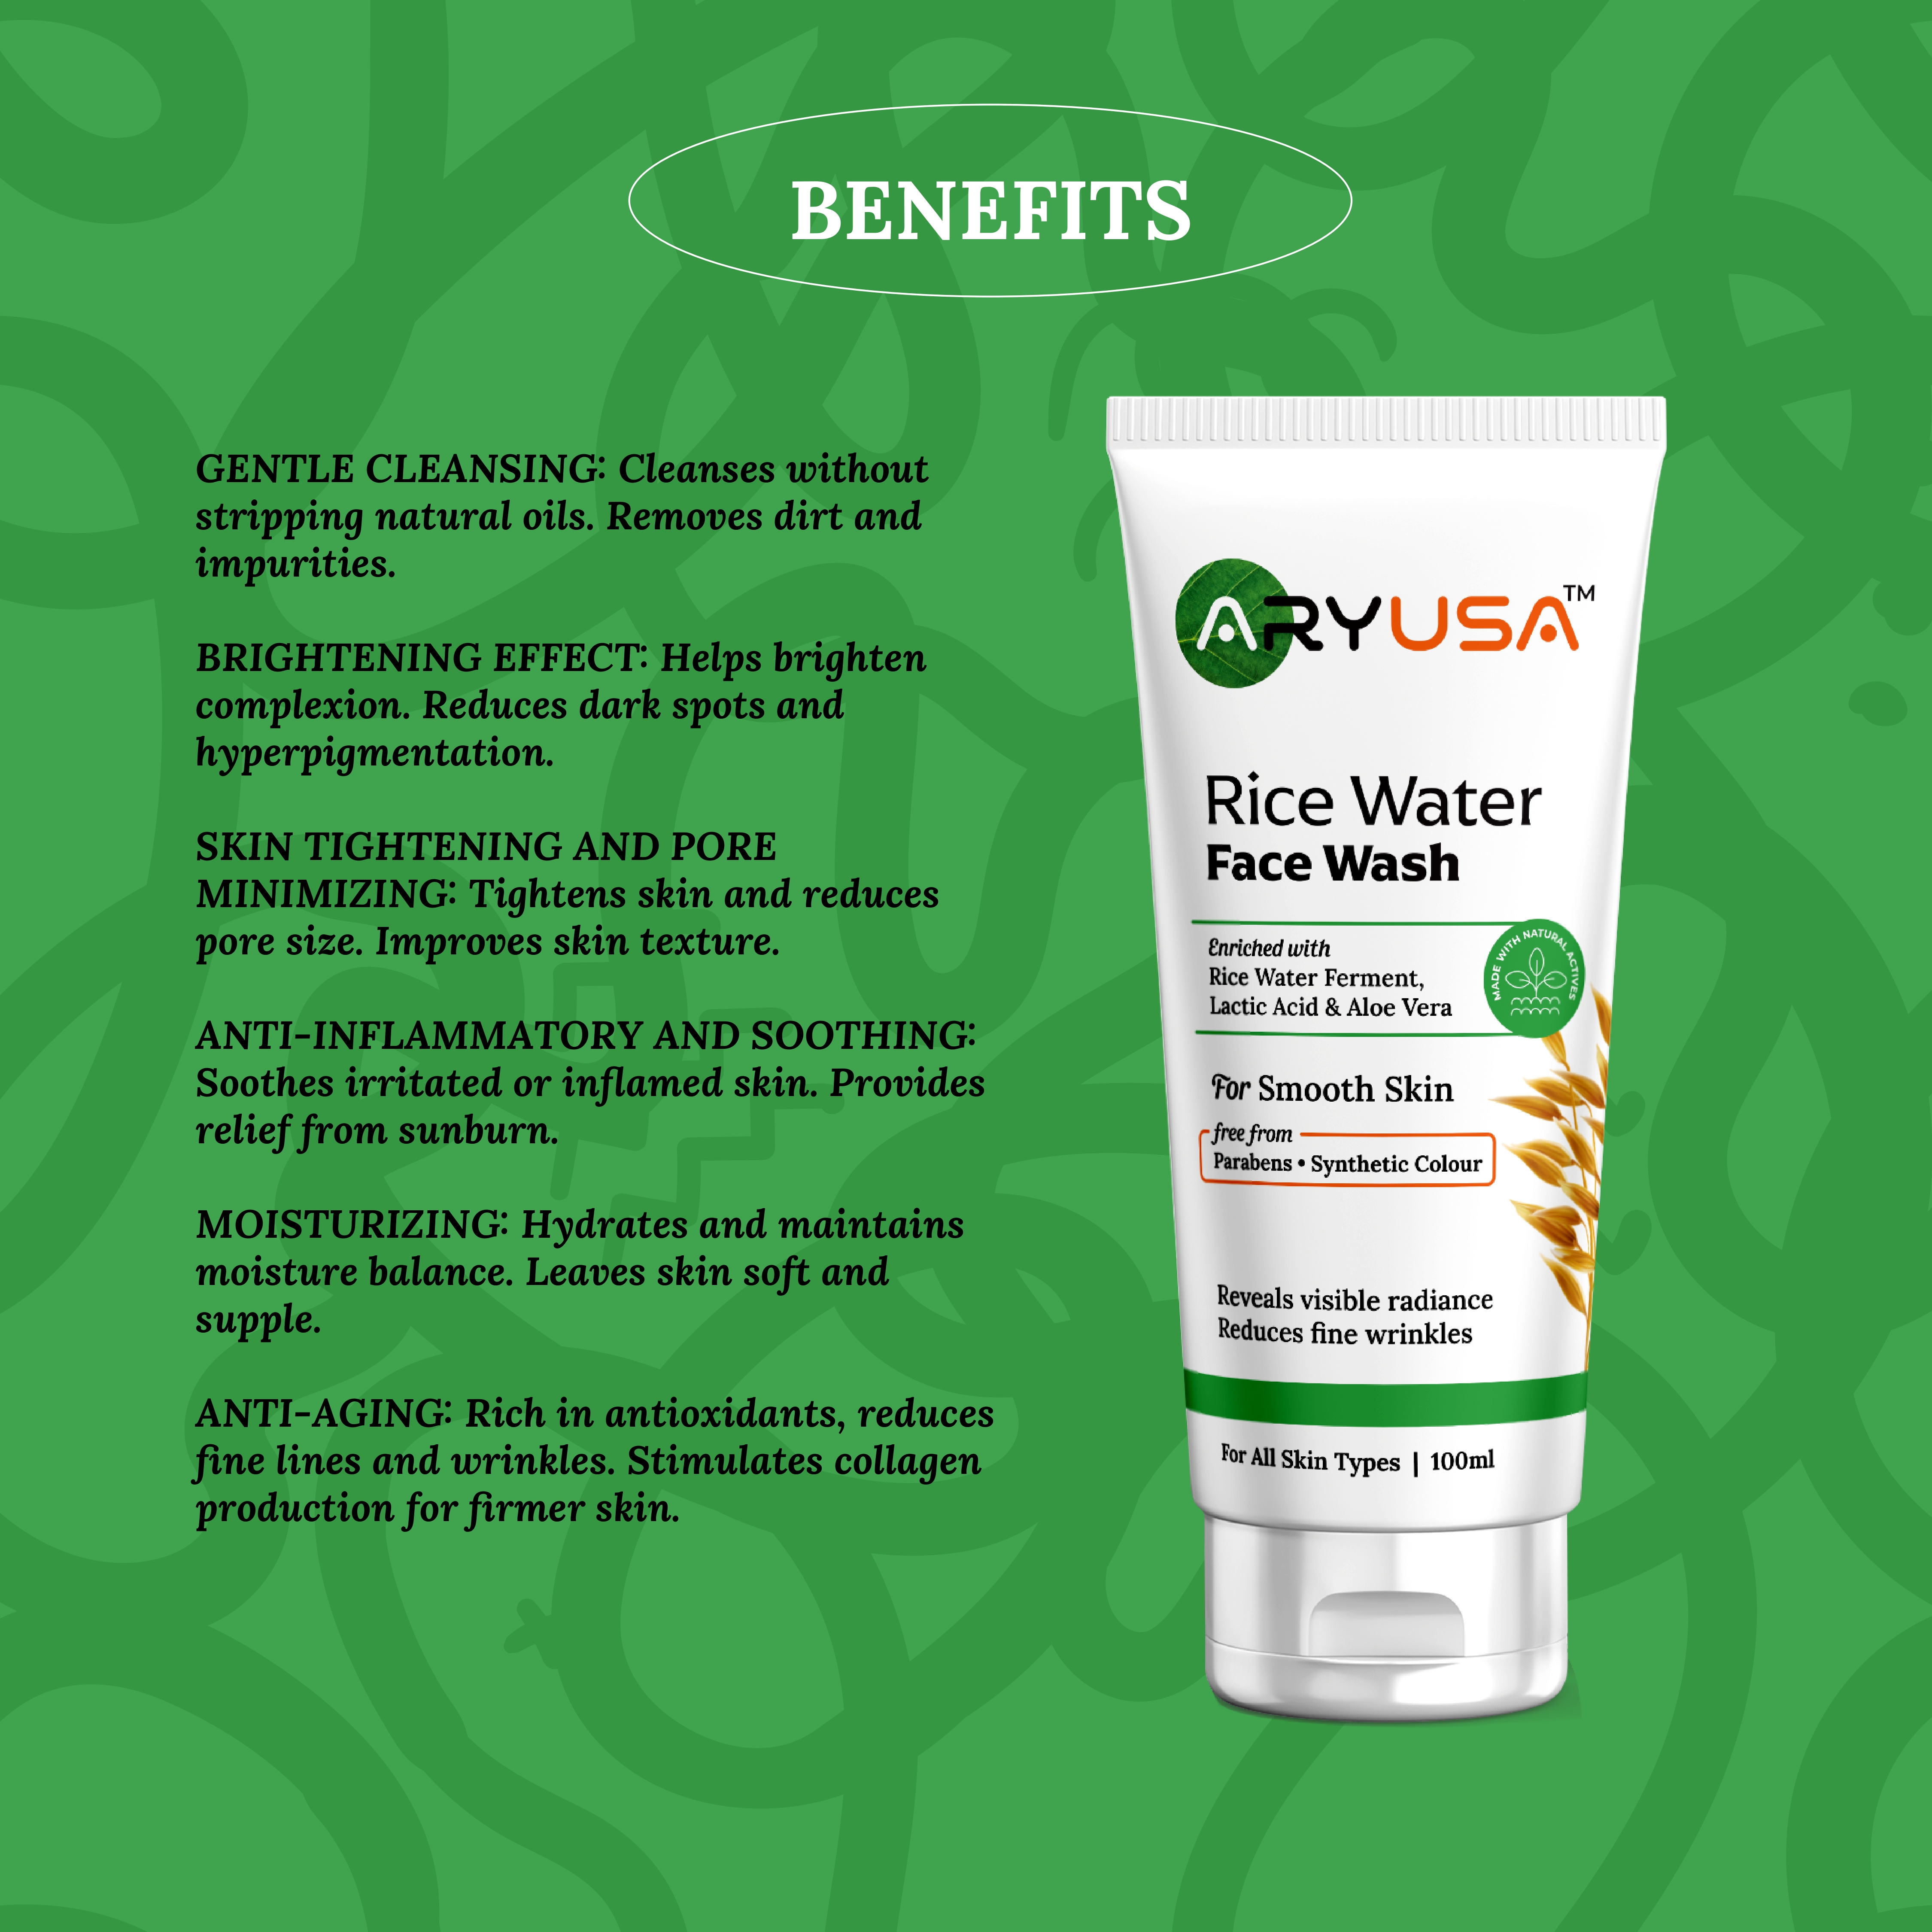 BENEFITS
GENTLE CLEANSING: Cleanses without
stripping natural oils. Removes dirt and
impurities.
BRIGHTENING EFFECT: Helps brighten
complexion. Reduces dark spots and
hyperpigmentation.
SKIN TIGHTENING AND PORE
MINIMIZING: Tightens skin and reduces
pore size. Improves skin texture.
ANTI-INFLAMMATORY AND SOOTHING:
Soothes irritated or inflamed skin. Provides
relief from sunburn.
MOISTURIZING: Hydrates and maintains
moisture balance. Leaves skin soft and
supple.
ANTI-AGING: Rich in antioxidants, reduces
fine lines and wrinkles. Stimulates collagen
production for firmer skin.
ARYUSA™
Rice Water
Face Wash
Enriched with
Rice Water Ferment,
Lactic Acid & Aloe Vera
MADE WITH NATURAL ACTIVES
For Smooth Skin
free from
Parabens • Synthetic Colour
Reveals visible radiance
Reduces fine wrinkles
For All Skin Types | 100ml